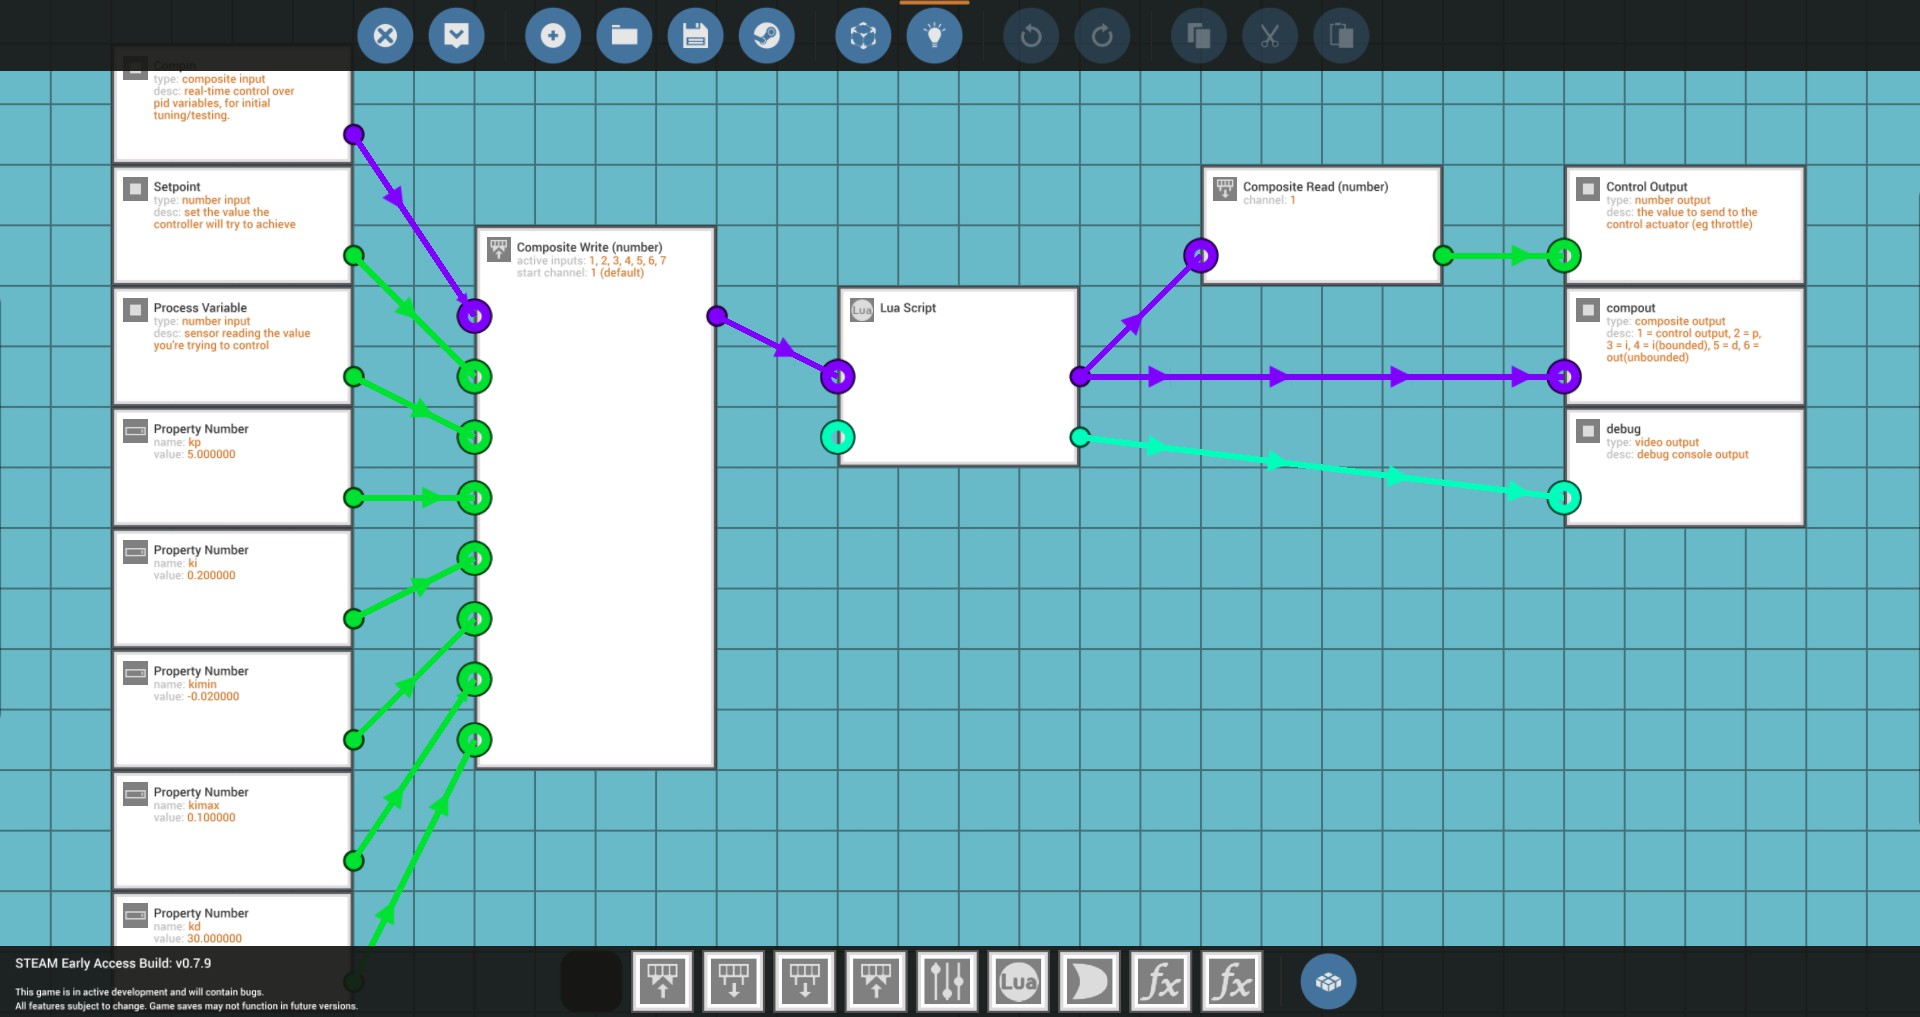 Compin
type: composite input
desc: real-time control over
pid variables, for initial
tuning/testing.
Setpoint
type: number input
desc: set the value the
controller will try to achieve
Process Variable
type: number input
desc: sensor reading the value
you're trying to control
Property Number
name: kp
value: 5.000000
Property Number
name: ki
value: 0.200000
Property Number
name: kimin
value: -0.020000
Property Number
name: kimax
value: 0.100000
Property Number
name: kd
value: 30.000000
Composite Write (number)
active inputs: 1, 2, 3, 4, 5, 6, 7
start channel: 1 (default)
Lua
Lua Script
Composite Read (number)
channel: 1
Control Output
type: number output
desc: the value to send to the
control actuator (eg throttle)
compout
type: composite output
desc: 1 = control output, 2 = p,
3 = i, 4 = i(bounded), 5 = d, 6 =
out(unbounded)
debug
type: video output
desc: debug console output
STEAM Early Access Build: v0.7.9
This game is in active development and will contain bugs.
All features subject to change. Game saves may not function in future versions.
Lua
fx
fx